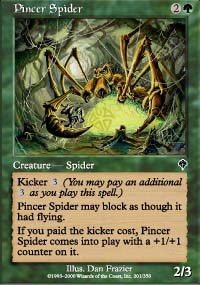 Pincer Spider 2
Creature — Spider
Kicker 3 (You may pay an additional
3 as you play this spell.)
Pincer Spider may block as though it
had flying.
If you paid the kicker cost, Pincer
Spider comes into play with a +1/+1
counter on it.
Illus. Dan Frazier
©1993-2000 Wizards of the Coast, Inc. 201/350
2/3